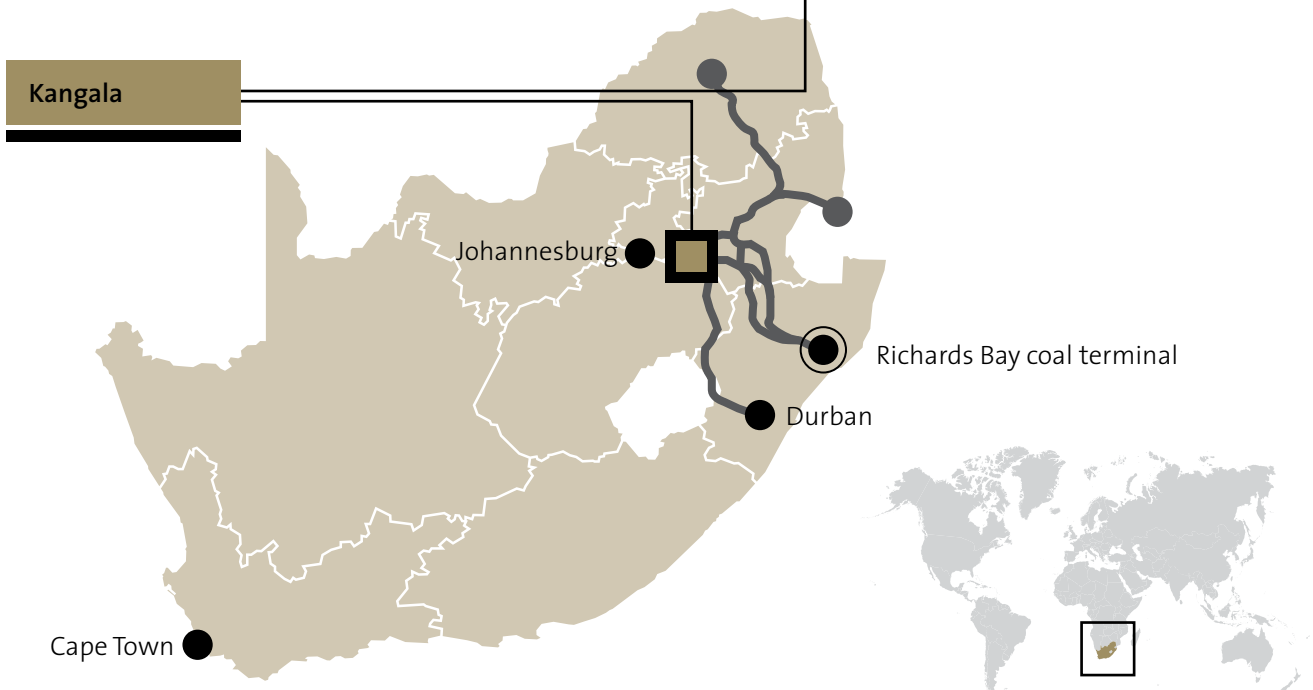 Kangala
Johannesburg
Richards Bay coal terminal
Durban
Cape Town